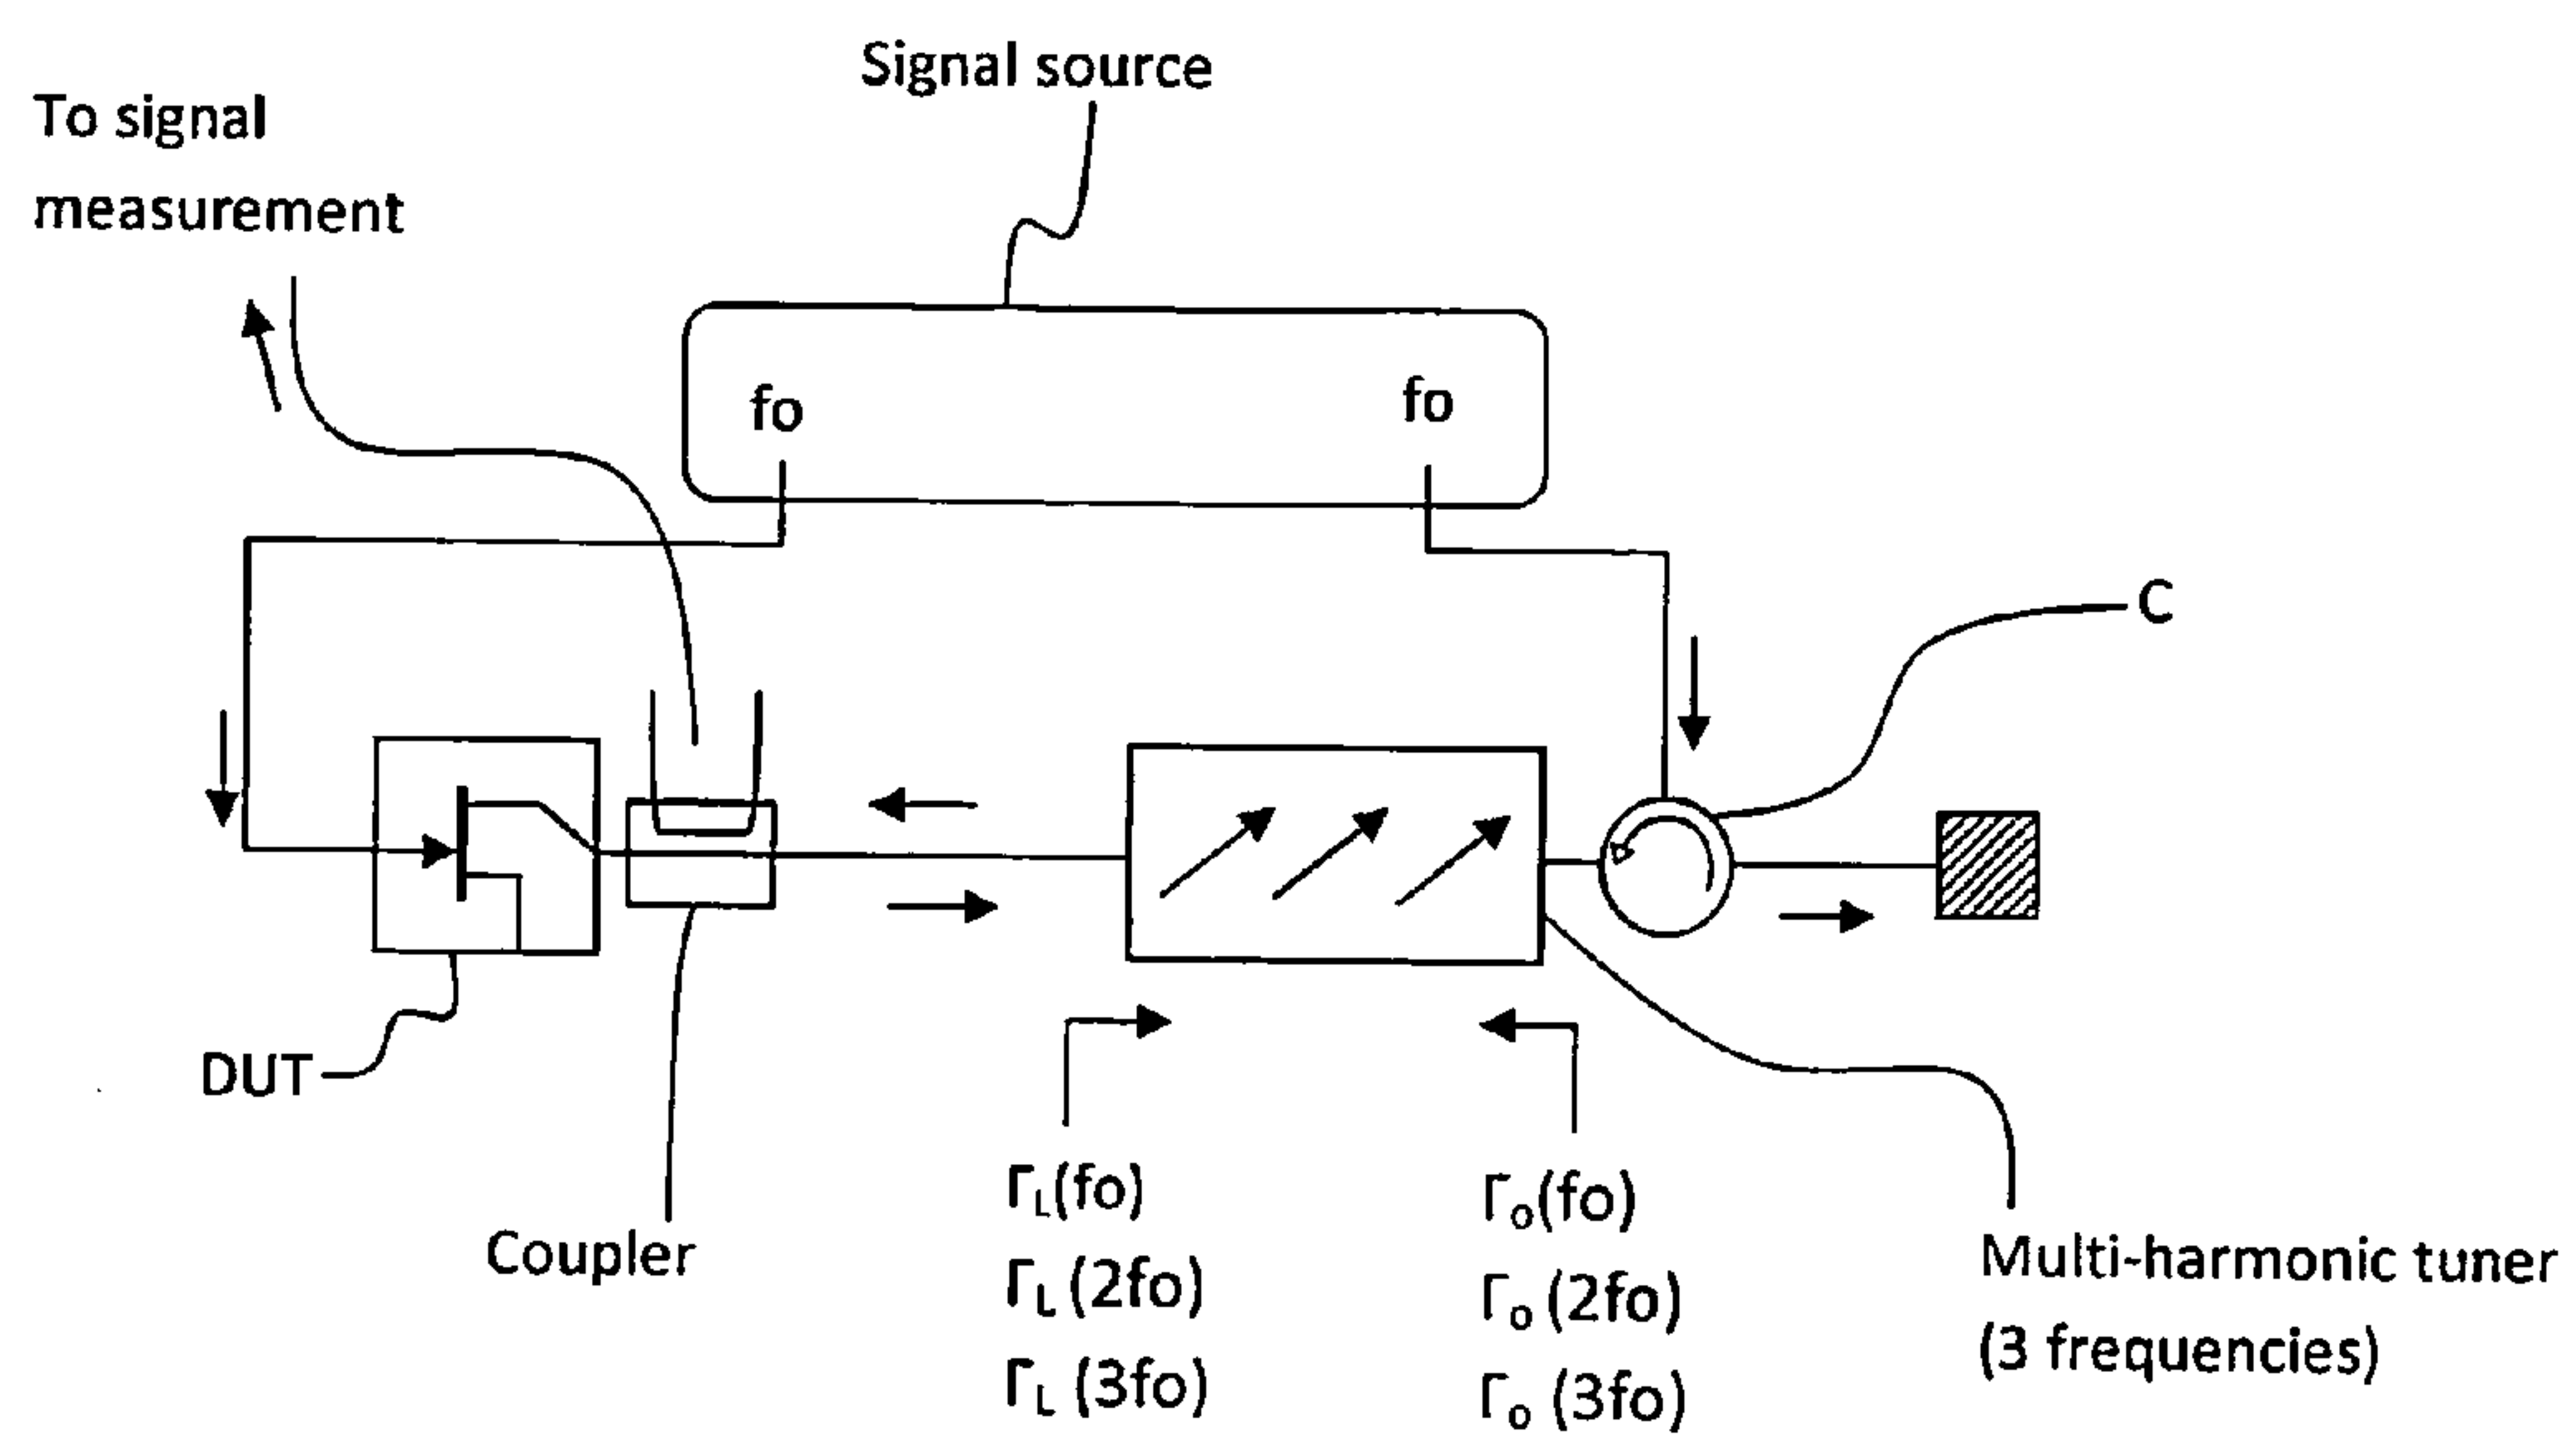 Signal source
To signal
measurement
fo
fo
C
DUT
Coupler
ΓL(fo)
ΓL (2fo)
ΓL (3fo)
Γo(fo)
Γo (2fo)
Γo (3fo)
Multi-harmonic tuner
(3 frequencies)